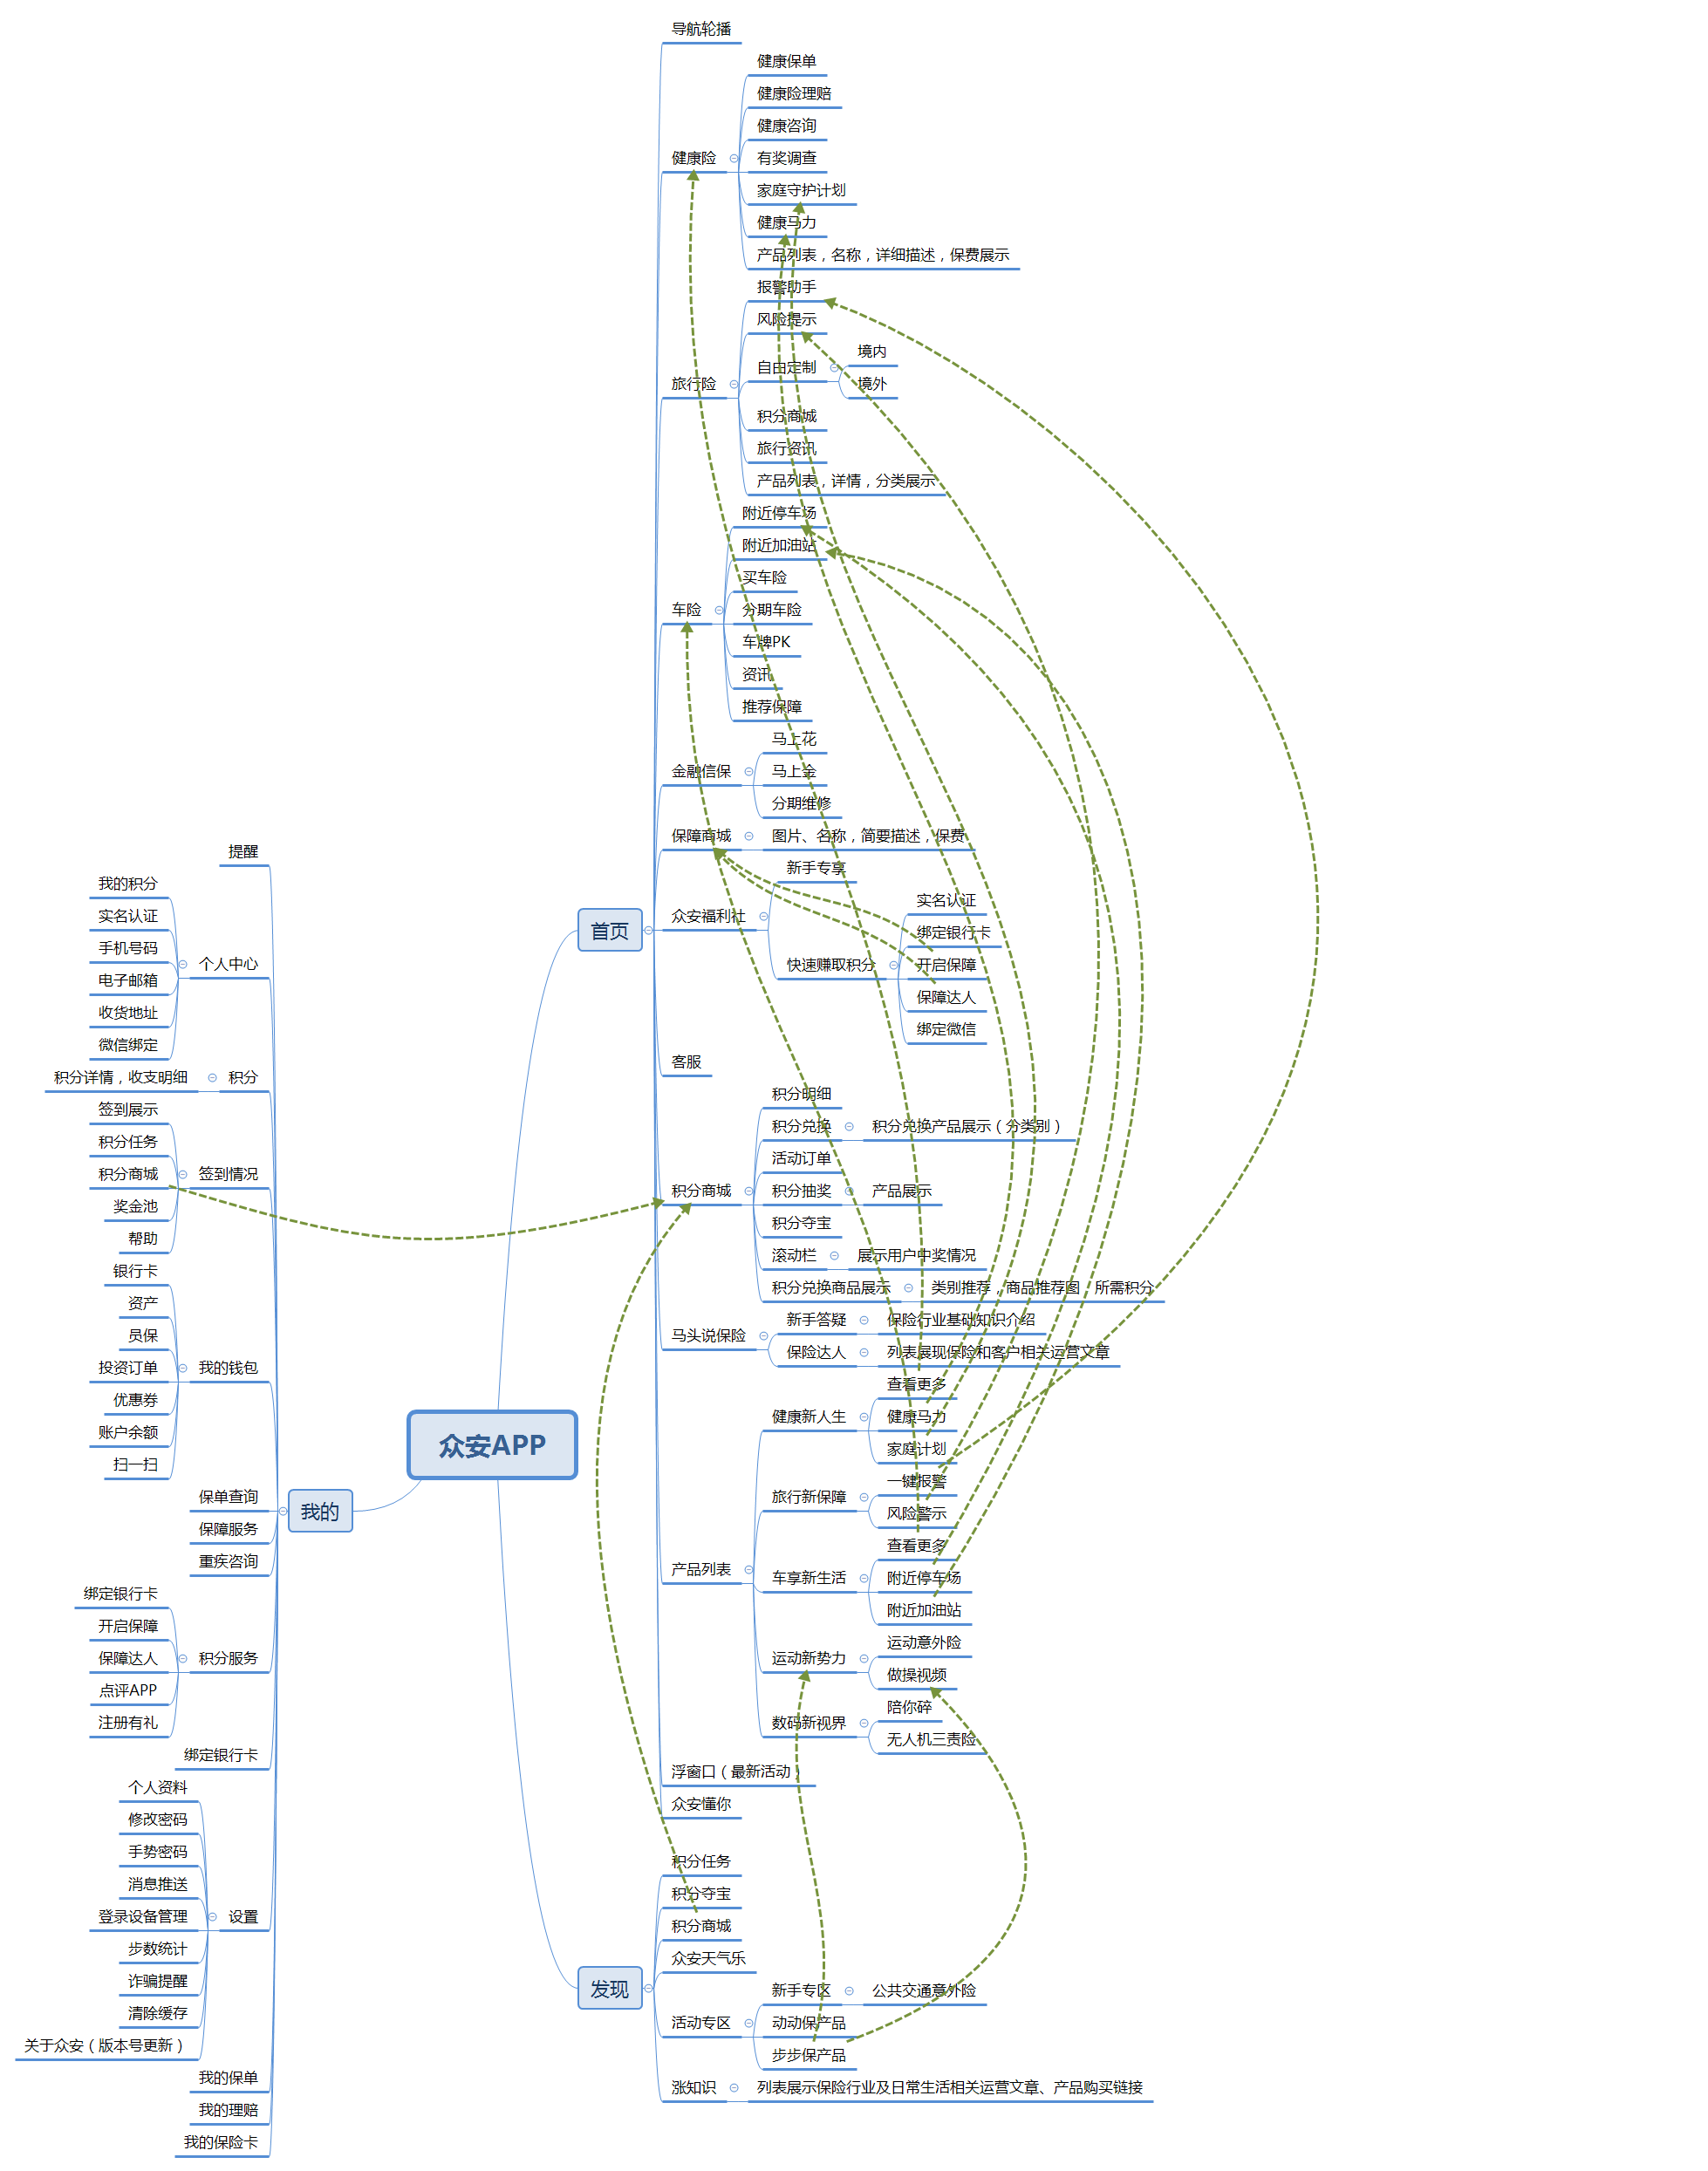 众安APP
首页
导航轮播
健康险
健康保单
健康险理赔
健康咨询
有奖调查
家庭守护计划
健康马力
产品列表，名称，详细描述，保费展示
旅行险
报警助手
风险提示
自由定制
境内
境外
积分商城
旅行资讯
产品列表，详情，分类展示
车险
附近停车场
附近加油站
买车险
分期车险
车牌PK
资讯
推荐保障
金融信保
马上花
马上金
分期维修
保障商城
图片、名称，简要描述，保费
众安福利社
新手专享
快速赚取积分
实名认证
绑定银行卡
开启保障
保障达人
绑定微信
客服
积分商城
积分明细
积分兑换
积分兑换产品展示（分类别）
活动订单
积分抽奖
产品展示
积分夺宝
滚动栏
展示用户中奖情况
积分兑换商品展示
类别推荐，商品推荐图　所需积分
马头说保险
新手答疑
保险行业基础知识介绍
保险达人
列表展现保险和客户相关运营文章
产品列表
健康新人生
查看更多
健康马力
家庭计划
旅行新保障
一键报警
风险警示
车享新生活
查看更多
附近停车场
附近加油站
运动新势力
运动意外险
做操视频
数码新视界
陪你碎
无人机三责险
浮窗口（最新活动）
众安懂你
发现
积分任务
积分夺宝
积分商城
众安天气乐
活动专区
新手专区
公共交通意外险
动动保产品
步步保产品
涨知识
列表展示保险行业及日常生活相关运营文章、产品购买链接
我的
提醒
个人中心
我的积分
实名认证
手机号码
电子邮箱
收货地址
微信绑定
积分
积分详情，收支明细
签到情况
签到展示
积分任务
积分商城
奖金池
帮助
我的钱包
银行卡
资产
员保
投资订单
优惠券
账户余额
扫一扫
保单查询
保障服务
重疾咨询
积分服务
绑定银行卡
开启保障
保障达人
点评APP
注册有礼
绑定银行卡
设置
个人资料
修改密码
手势密码
消息推送
登录设备管理
步数统计
诈骗提醒
清除缓存
关于众安（版本号更新）
我的保单
我的理赔
我的保险卡